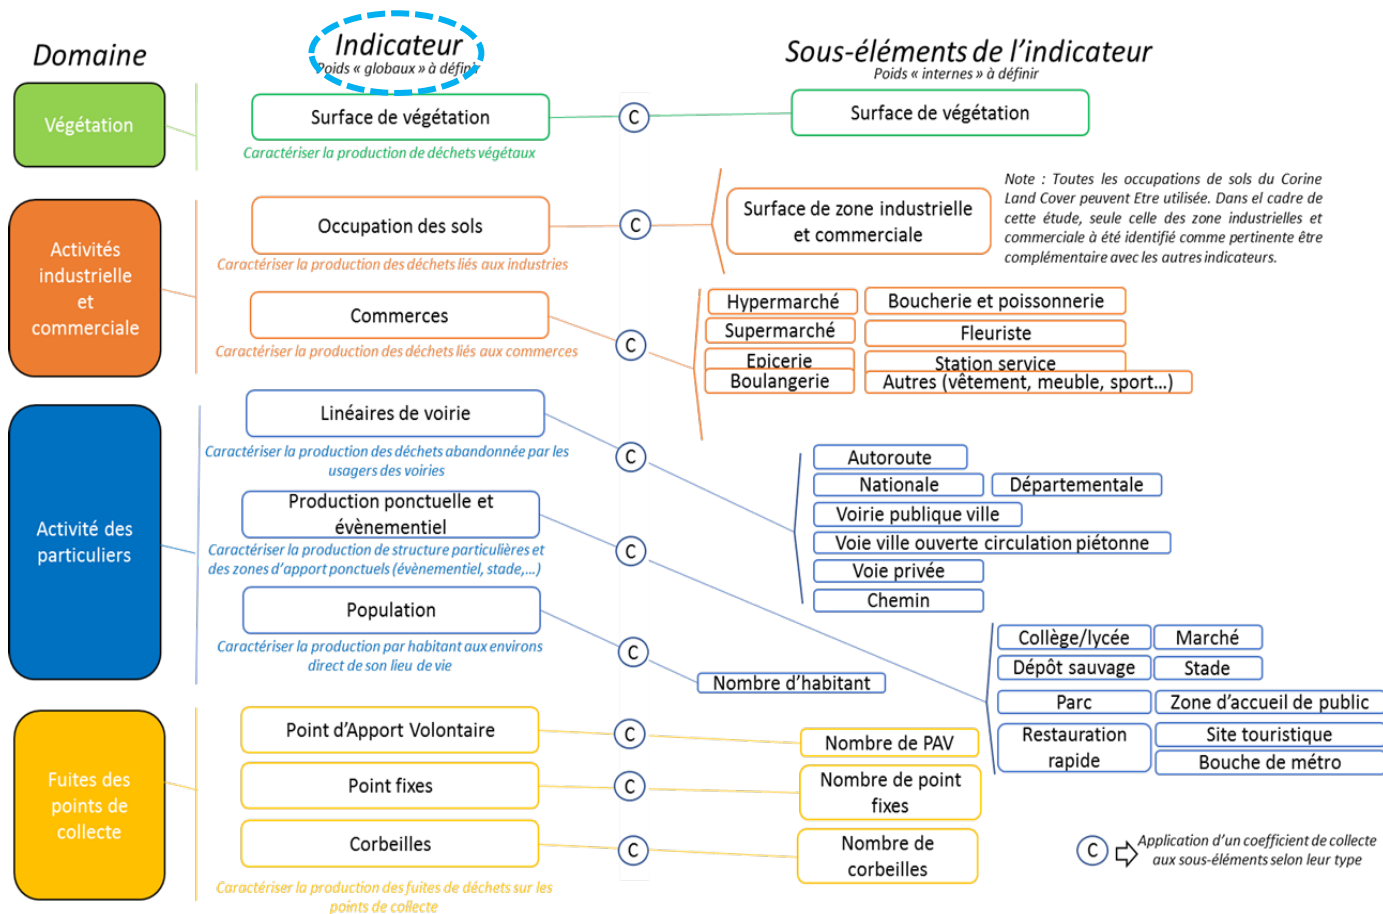 Domaine
Indicateur
Poids « globaux » à définir
Sous-éléments de l'indicateur
Poids « internes » à définir
Végétation
Surface de végétation
Caractériser la production de déchets végétaux
C
Surface de végétation
Activités
industrielle
et
commerciale
Occupation des sols
Caractériser la production des déchets liés aux industries
C
Surface de zone industrielle
et commerciale
Note : Toutes les occupations de sols du Corine
Land Cover peuvent Etre utilisée. Dans el cadre de
cette étude, seule celle des zone industrielles et
commerciale à été identifié comme pertinente être
complémentaire avec les autres indicateurs.
Commerces
Caractériser la production des déchets liés aux commerces
C
Hypermarché
Boucherie et poissonnerie
Supermarché
Fleuriste
Epicerie
Station service
Boulangerie
Autres (vêtement, meuble, sport…)
Activité des
particuliers
Linéaires de voirie
Caractériser la production des déchets abandonnée par les
usagers des voiries
C
Autoroute
Nationale
Départementale
Voirie publique ville
Voie ville ouverte circulation piétonne
Voie privée
Chemin
Production ponctuelle et
évènementiel
Caractériser la production de structure particulières et
des zones d'apport ponctuels (évènementiel, stade,…)
C
Collège/lycée
Marché
Dépôt sauvage
Stade
Parc
Zone d'accueil de public
Restauration
rapide
Site touristique
Bouche de métro
Population
Caractériser la production par habitant aux environs
direct de son lieu de vie
C
Nombre d'habitant
Fuites des
points de
collecte
Point d'Apport Volontaire
C
Nombre de PAV
Point fixes
C
Nombre de point
fixes
Corbeilles
C
Nombre de
corbeilles
Caractériser la production des fuites de déchets sur les
points de collecte
C
Application d'un coefficient de collecte
aux sous-éléments selon leur type